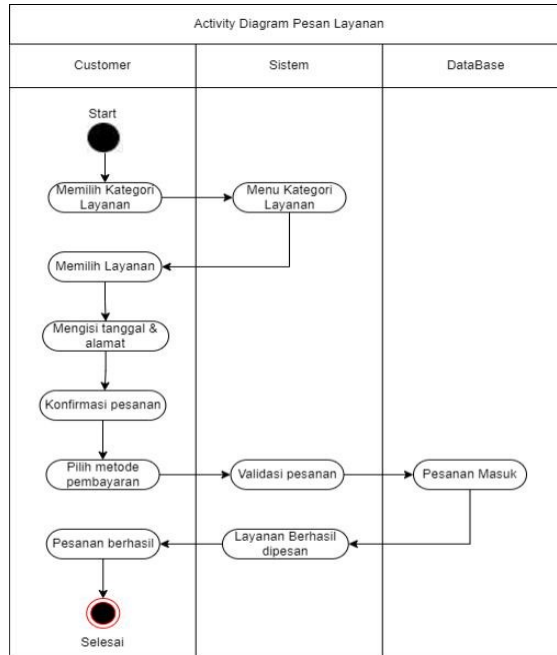 Activity Diagram Pesan Layanan
Customer
Sistem
DataBase
Start
Memilih Kategori
Layanan
Menu Kategori
Layanan
Memilih Layanan
Mengisi tanggal &
alamat
Konfirmasi pesanan
Pilih metode
pembayaran
Validasi pesanan
Pesanan Masuk
Pesanan berhasil
Layanan Berhasil
dipesan
Selesai